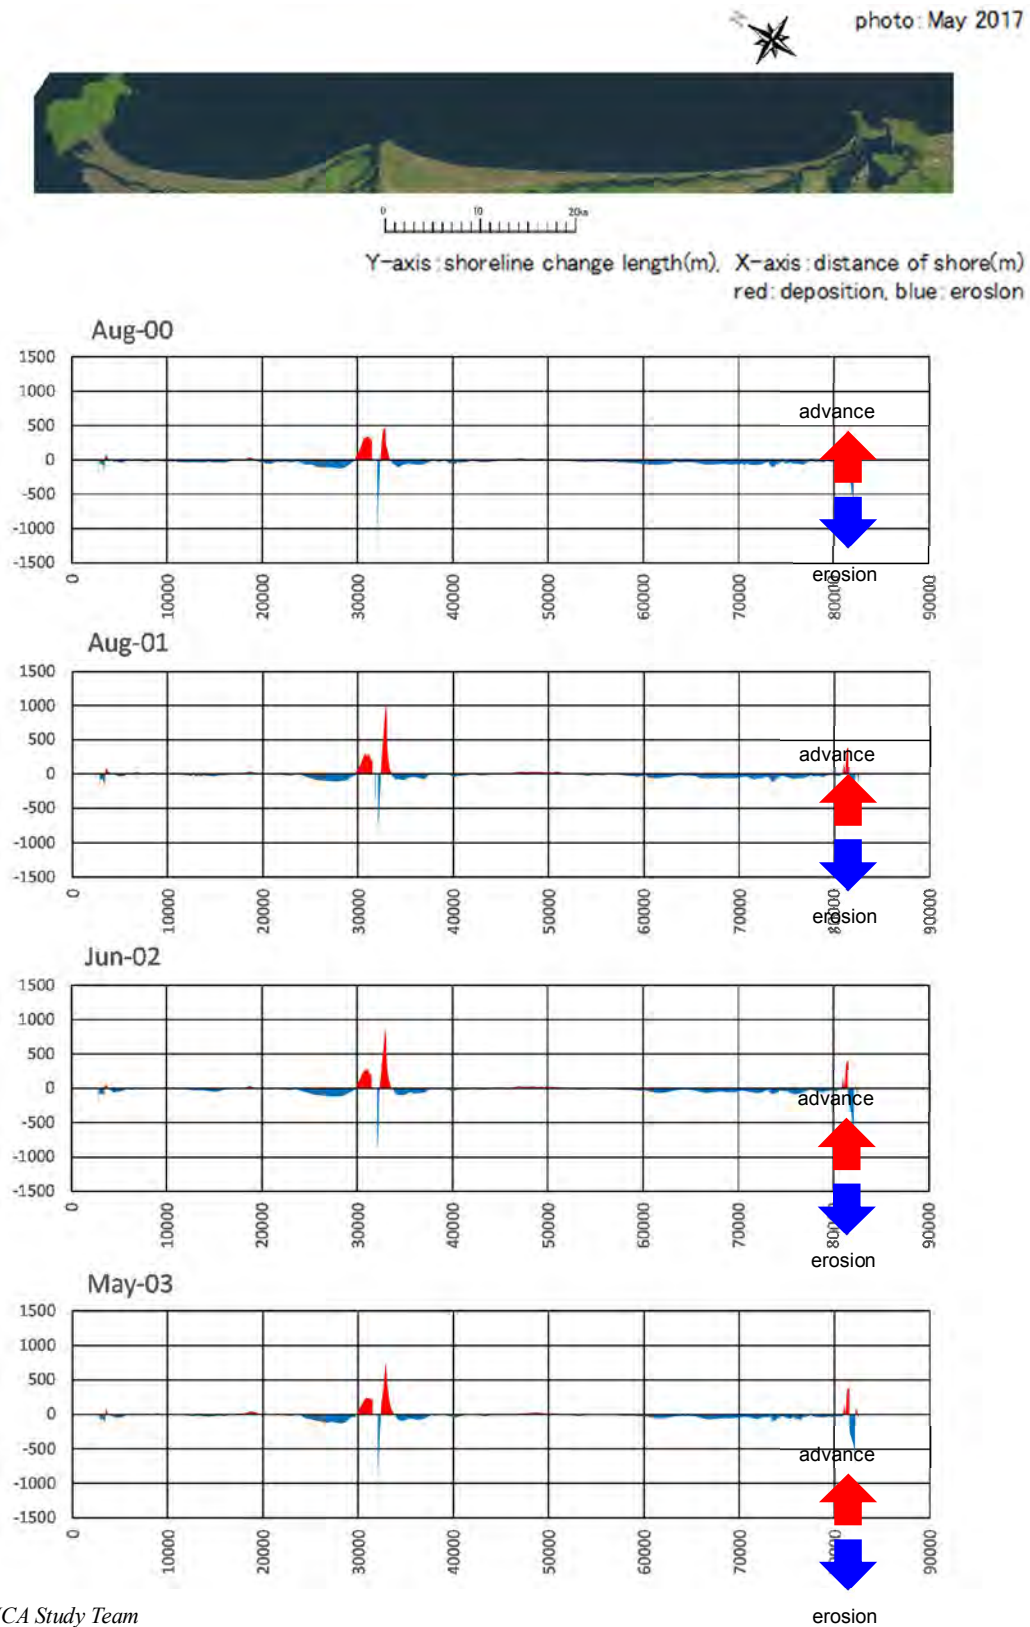 N
photo: May 2017
0 10 20km
Y-axis: shoreline change length(m), X-axis: distance of shore(m)
red: deposition, blue: erosion
Aug-00
1500
1000
500
0
-500
-1000
-1500
advance
erosion
0 10000 20000 30000 40000 50000 60000 70000 80000 90000
Aug-01
1500
1000
500
0
-500
-1000
-1500
advance
erosion
0 10000 20000 30000 40000 50000 60000 70000 80000 90000
Jun-02
1500
1000
500
0
-500
-1000
-1500
advance
erosion
0 10000 20000 30000 40000 50000 60000 70000 80000 90000
May-03
1500
1000
500
0
-500
-1000
-1500
advance
erosion
0 10000 20000 30000 40000 50000 60000 70000 80000 90000
ICA Study Team